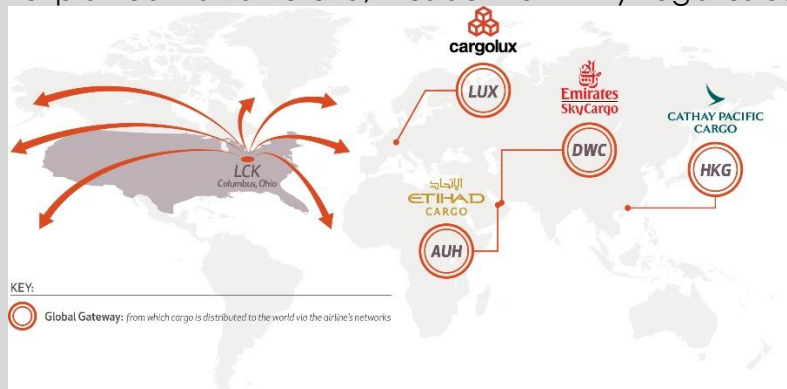 cargolux
LUX
الإتحاد
ETIHAD
CARGO
AUH
Emirates
SkyCargo
DWC
CATHAY PACIFIC
CARGO
HKG
LCK
Columbus, Ohio
KEY:
Global Gateway: from which cargo is distributed to the world via the airline's networks